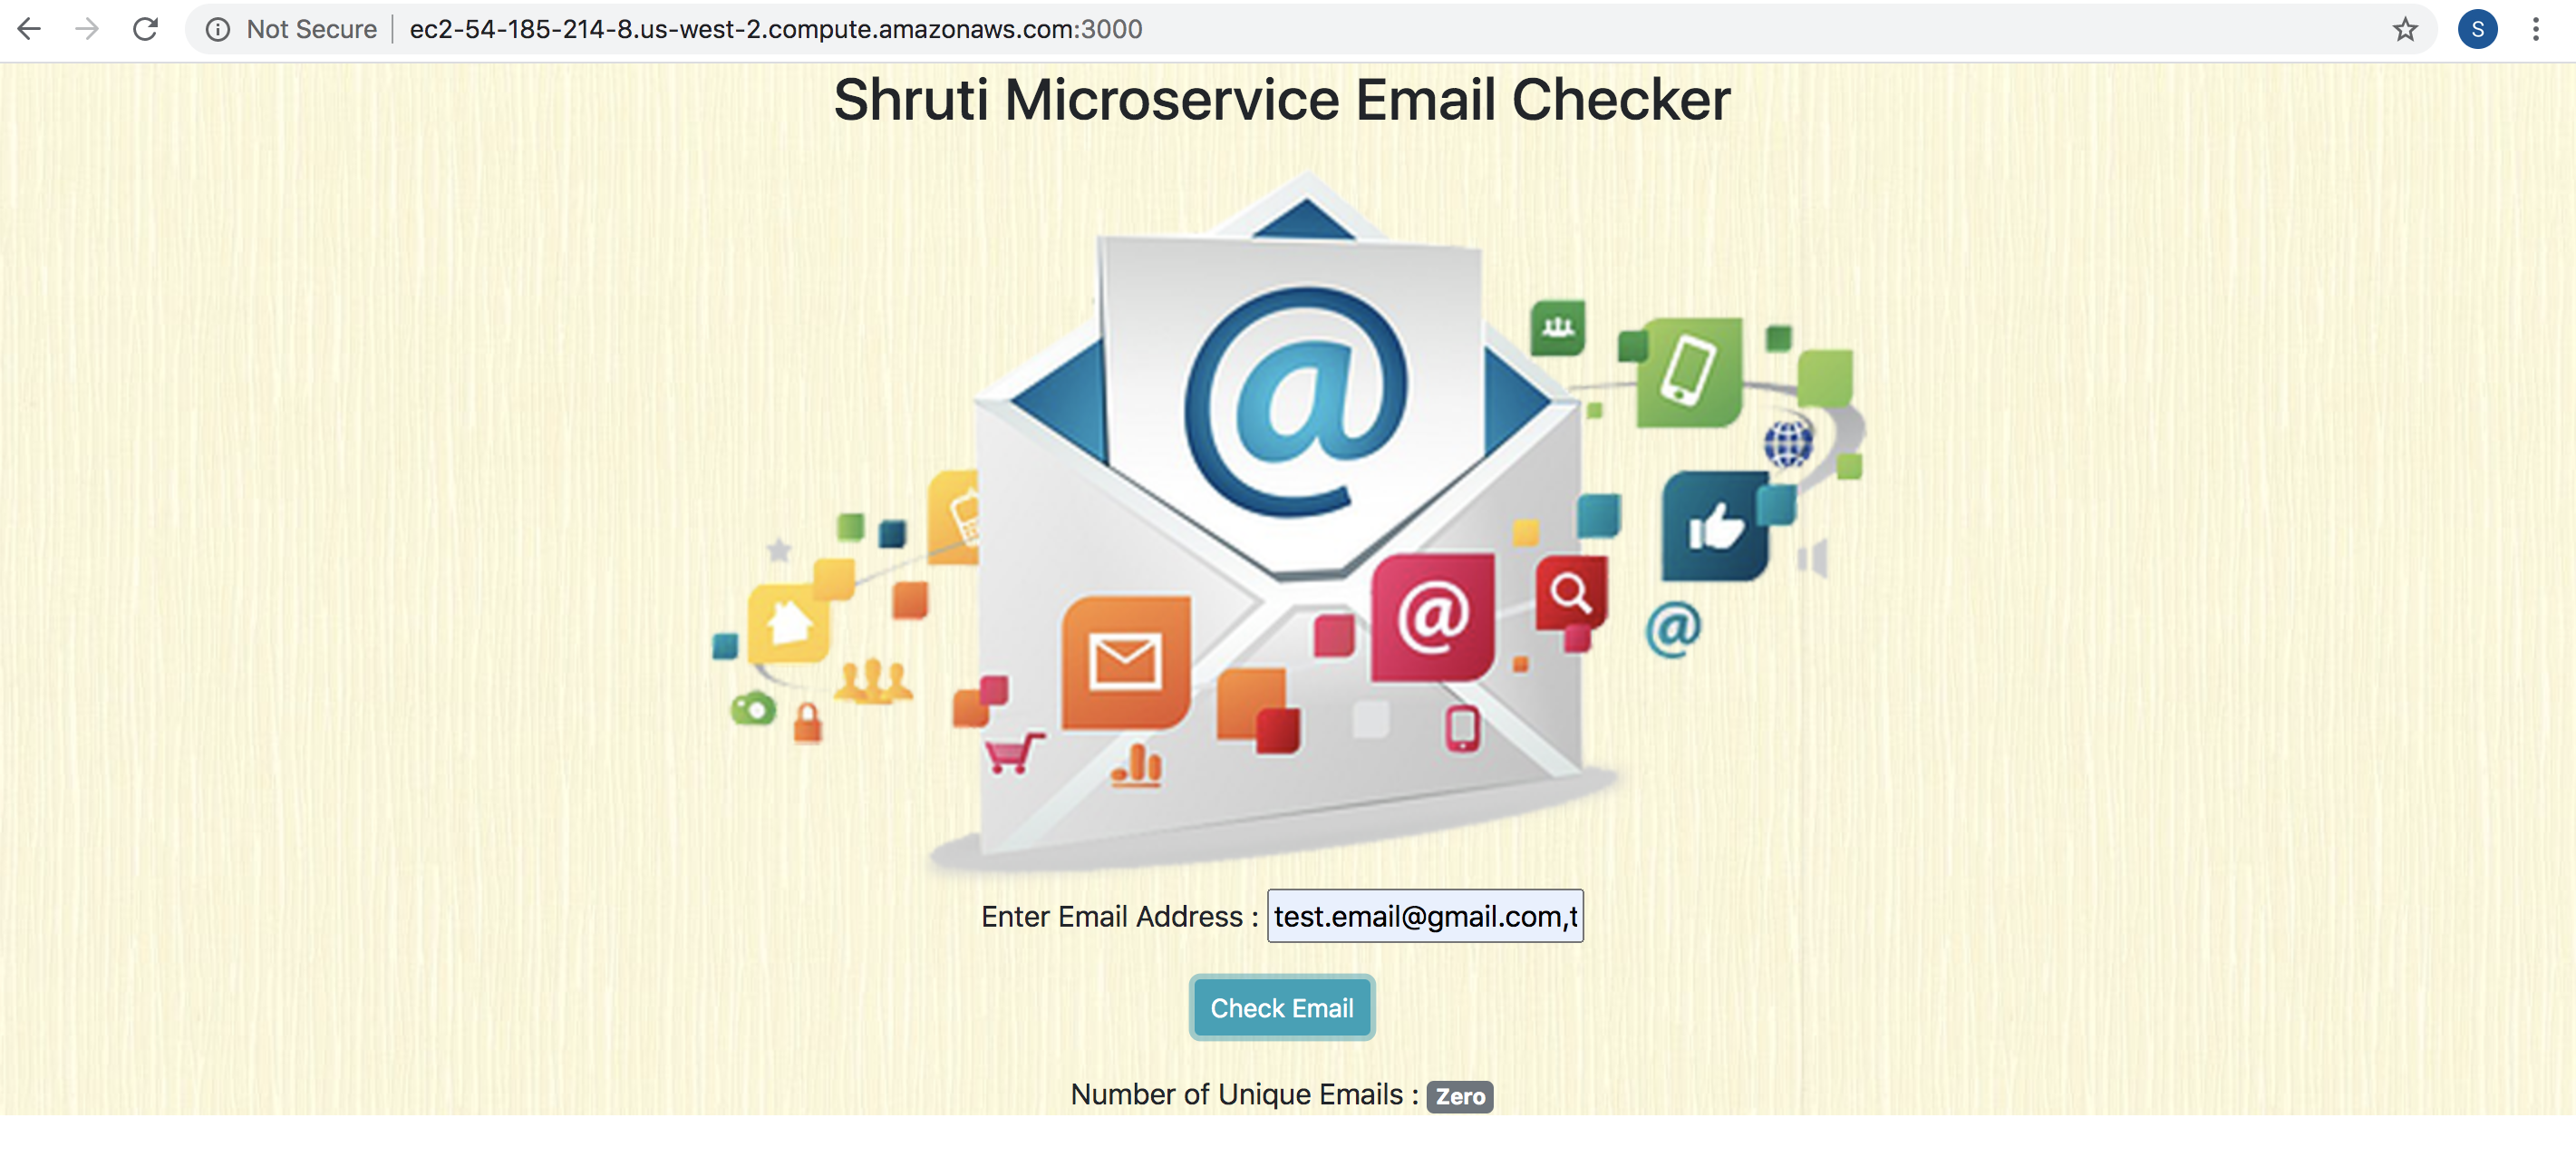 Not Secure | ec2-54-185-214-8.us-west-2.compute.amazonaws.com:3000
S
Shruti Microservice Email Checker
@
@
@
Enter Email Address : test.email@gmail.com,t
Check Email
Number of Unique Emails : Zero